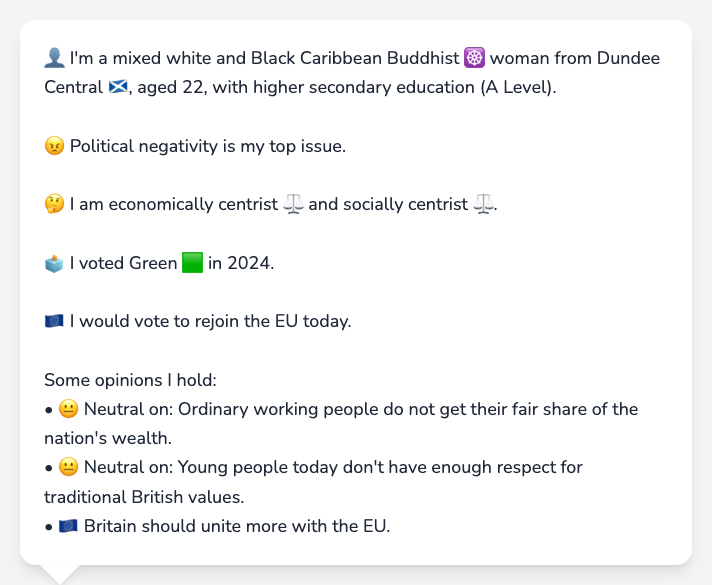 👤 I'm a mixed white and Black Caribbean Buddhist ☸️ woman from Dundee
Central 🏴󠁧󠁢󠁳󠁣󠁴󠁿, aged 22, with higher secondary education (A Level).
😠 Political negativity is my top issue.
🤔 I am economically centrist ⚖️ and socially centrist ⚖️.
🗳️ I voted Green 🟩 in 2024.
🇪🇺 I would vote to rejoin the EU today.
Some opinions I hold:
• 😐 Neutral on: Ordinary working people do not get their fair share of the
nation's wealth.
• 😐 Neutral on: Young people today don't have enough respect for
traditional British values.
• 🇪🇺 Britain should unite more with the EU.